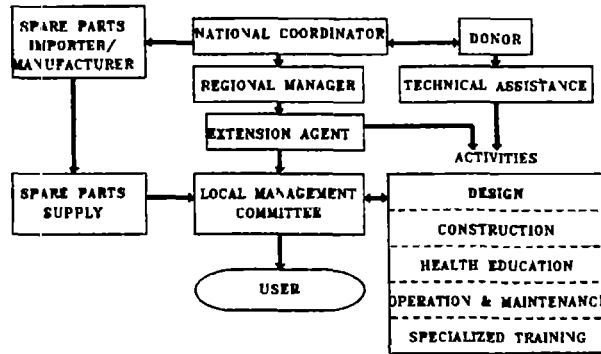 SPARE PARTS
IMPORTER/
MANUFACTURER
NATIONAL COORDINATOR
DONOR
REGIONAL MANAGER
TECHNICAL ASSISTANCE
EXTENSION AGENT
ACTIVITIES
SPARE PARTS
SUPPLY
LOCAL MANAGEMENT
COMMITTEE
DESIGN
CONSTRUCTION
HEALTH EDUCATION
OPERATION & MAINTENANCE
SPECIALIZED TRAINING
USER